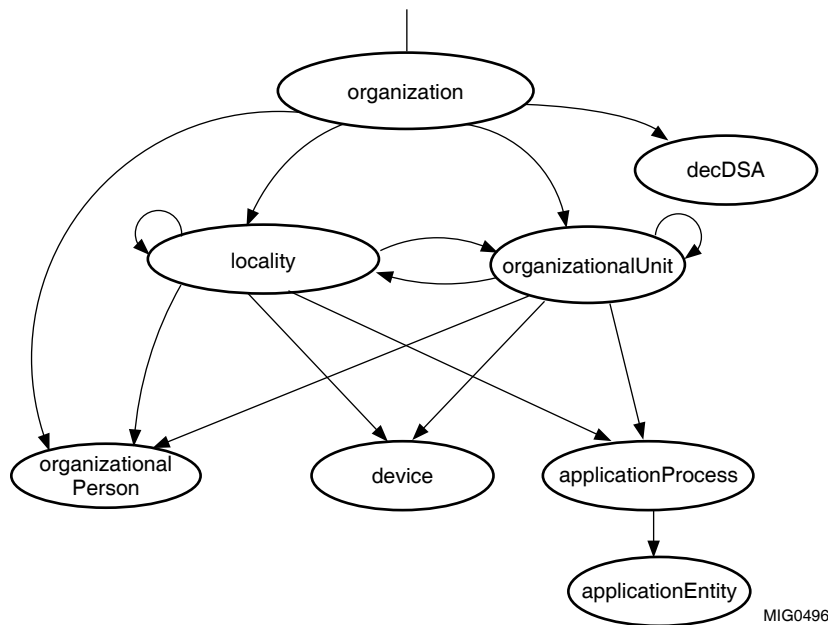 organization
decDSA
locality
organizationalUnit
organizational
Person
device
applicationProcess
applicationEntity
MIG0496